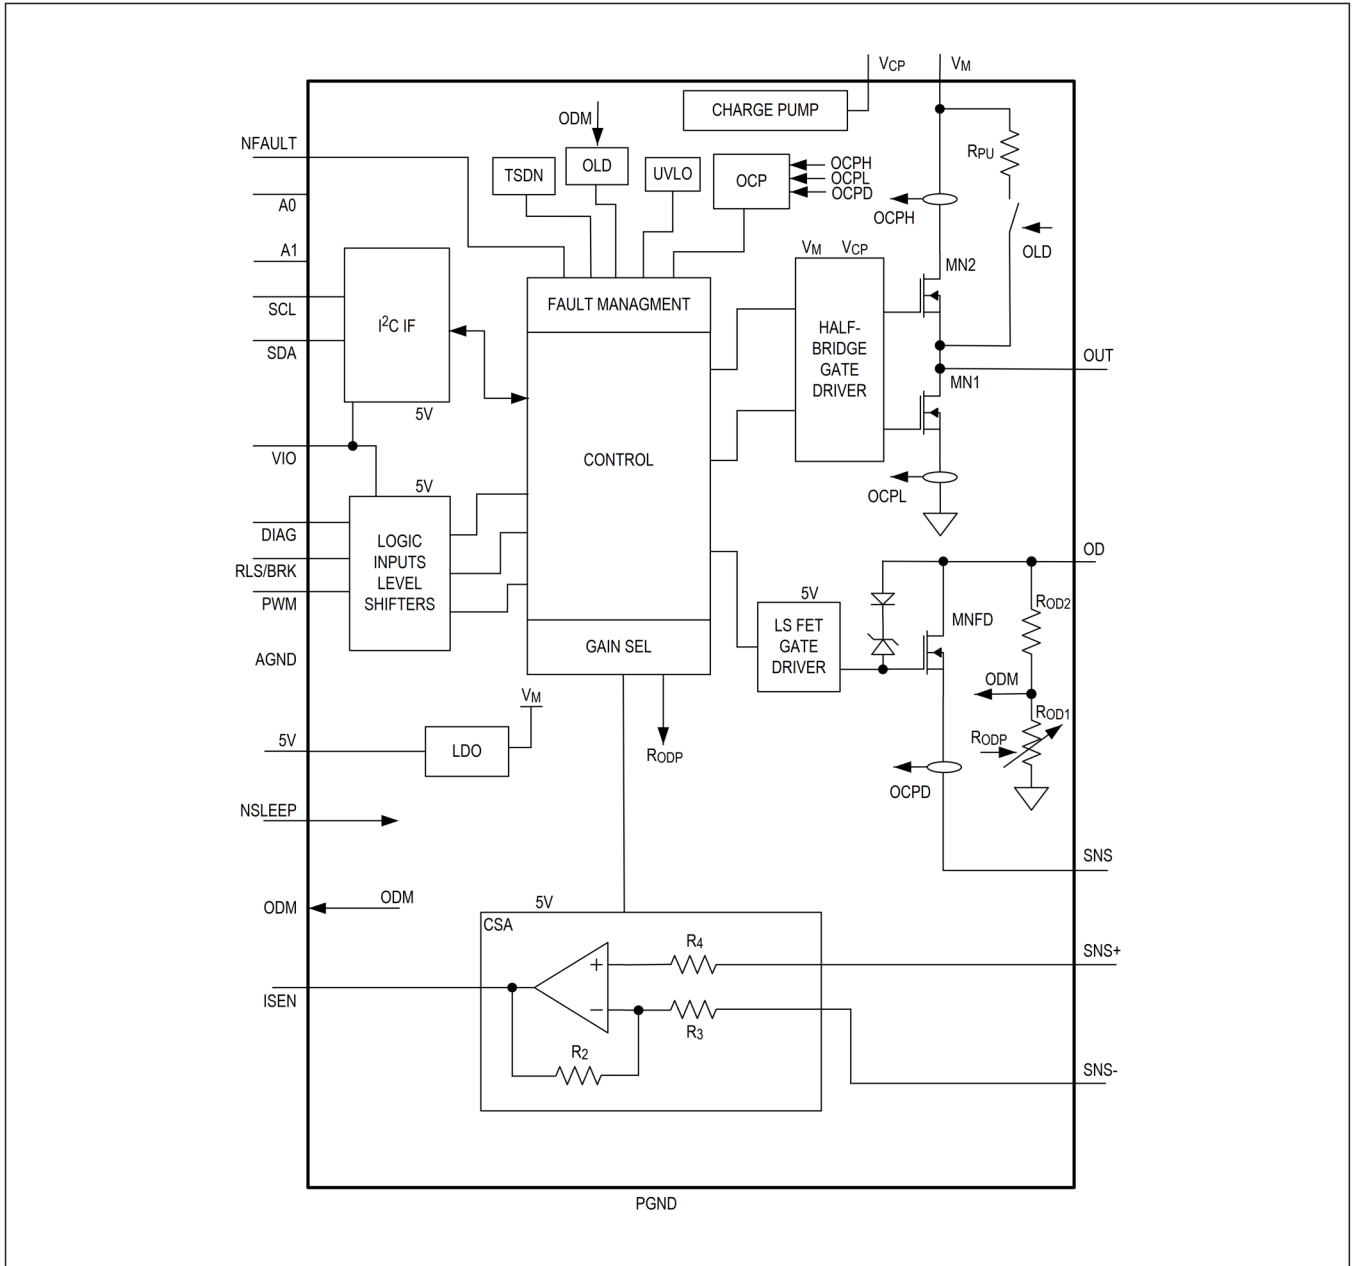 VCP
VM
CHARGE PUMP
ODM
NFAULT
TSDN
OLD
UVLO
OCP
OCPH
OCPL
OCPD
RPU
A0
OCPH
A1
OLD
VM
VCP
MN2
SCL
I2C IF
FAULT MANAGMENT
HALF-
BRIDGE
GATE
DRIVER
SDA
OUT
MN1
5V
VIO
CONTROL
5V
OCPL
DIAG
LOGIC
INPUTS
LEVEL
SHIFTERS
RLS/BRK
PWM
OD
5V
LS FET
GATE
DRIVER
MNFD
ROD2
AGND
GAIN SEL
ODM
VM
ROD1
5V
LDO
RODP
RODP
OCPD
NSLEEP
SNS
ODM
ODM
5V
CSA
R4
SNS+
+
ISEN
−
R3
R2
SNS-
PGND